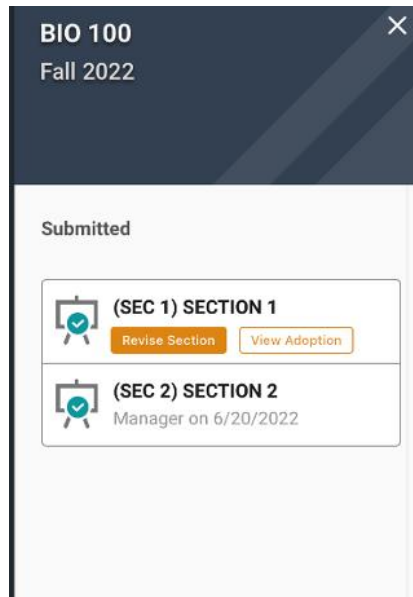 BIO 100
Fall 2022
Submitted
(SEC 1) SECTION 1
Revise Section View Adoption
(SEC 2) SECTION 2
Manager on 6/20/2022